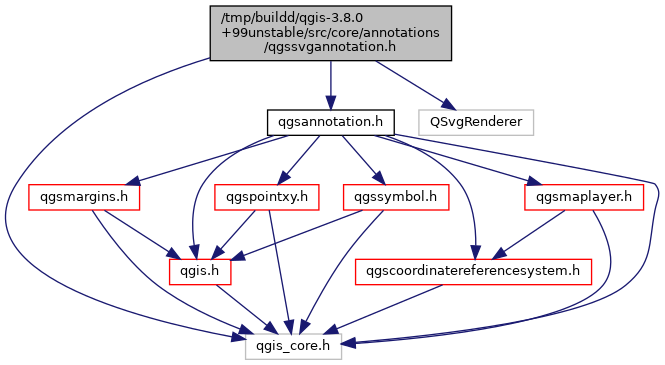 /tmp/buildd/qgis-3.8.0
+99unstable/src/core/annotations
/qgssvgannotation.h
qgsannotation.h
QSvgRenderer
qgsmargins.h
qgspointxy.h
qgssymbol.h
qgsmaplayer.h
qgis.h
qgscoordinatereferencesystem.h
qgis_core.h